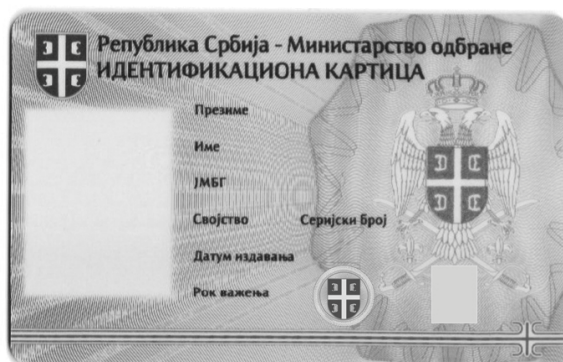 Република Србија - Министарство одбране
ИДЕНТИФИКАЦИОНА КАРТИЦА
Презиме
Име
ЈМБГ
Својство Серијски број
Датум издавања
Рок важења